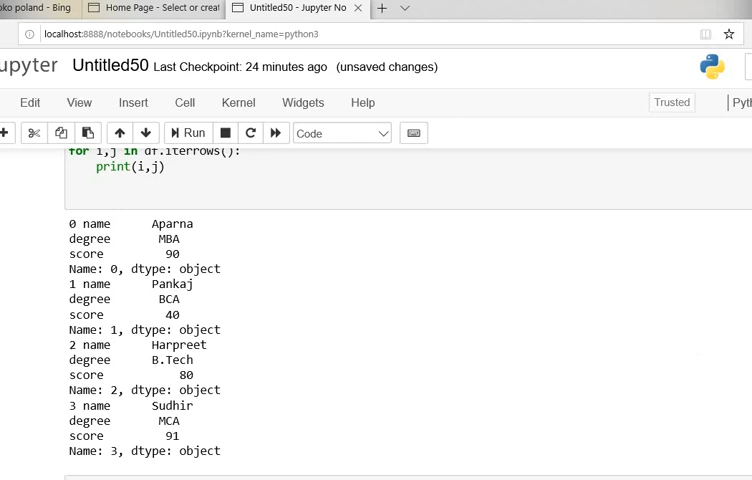 oko poland - Bing
Home Page - Select or creat
Untitled50 - Jupyter No
localhost:8888/notebooks/Untitled50.ipynb?kernel_name=python3
upyter Untitled50 Last Checkpoint: 24 minutes ago (unsaved changes)
Edit View Insert Cell Kernel Widgets Help Trusted Pyth
Run Code
for i,j in df.iterrows():
print(i,j)
0 name Aparna
degree MBA
score 90
Name: 0, dtype: object
1 name Pankaj
degree BCA
score 40
Name: 1, dtype: object
2 name Harpreet
degree B.Tech
score 80
Name: 2, dtype: object
3 name Sudhir
degree MCA
score 91
Name: 3, dtype: object